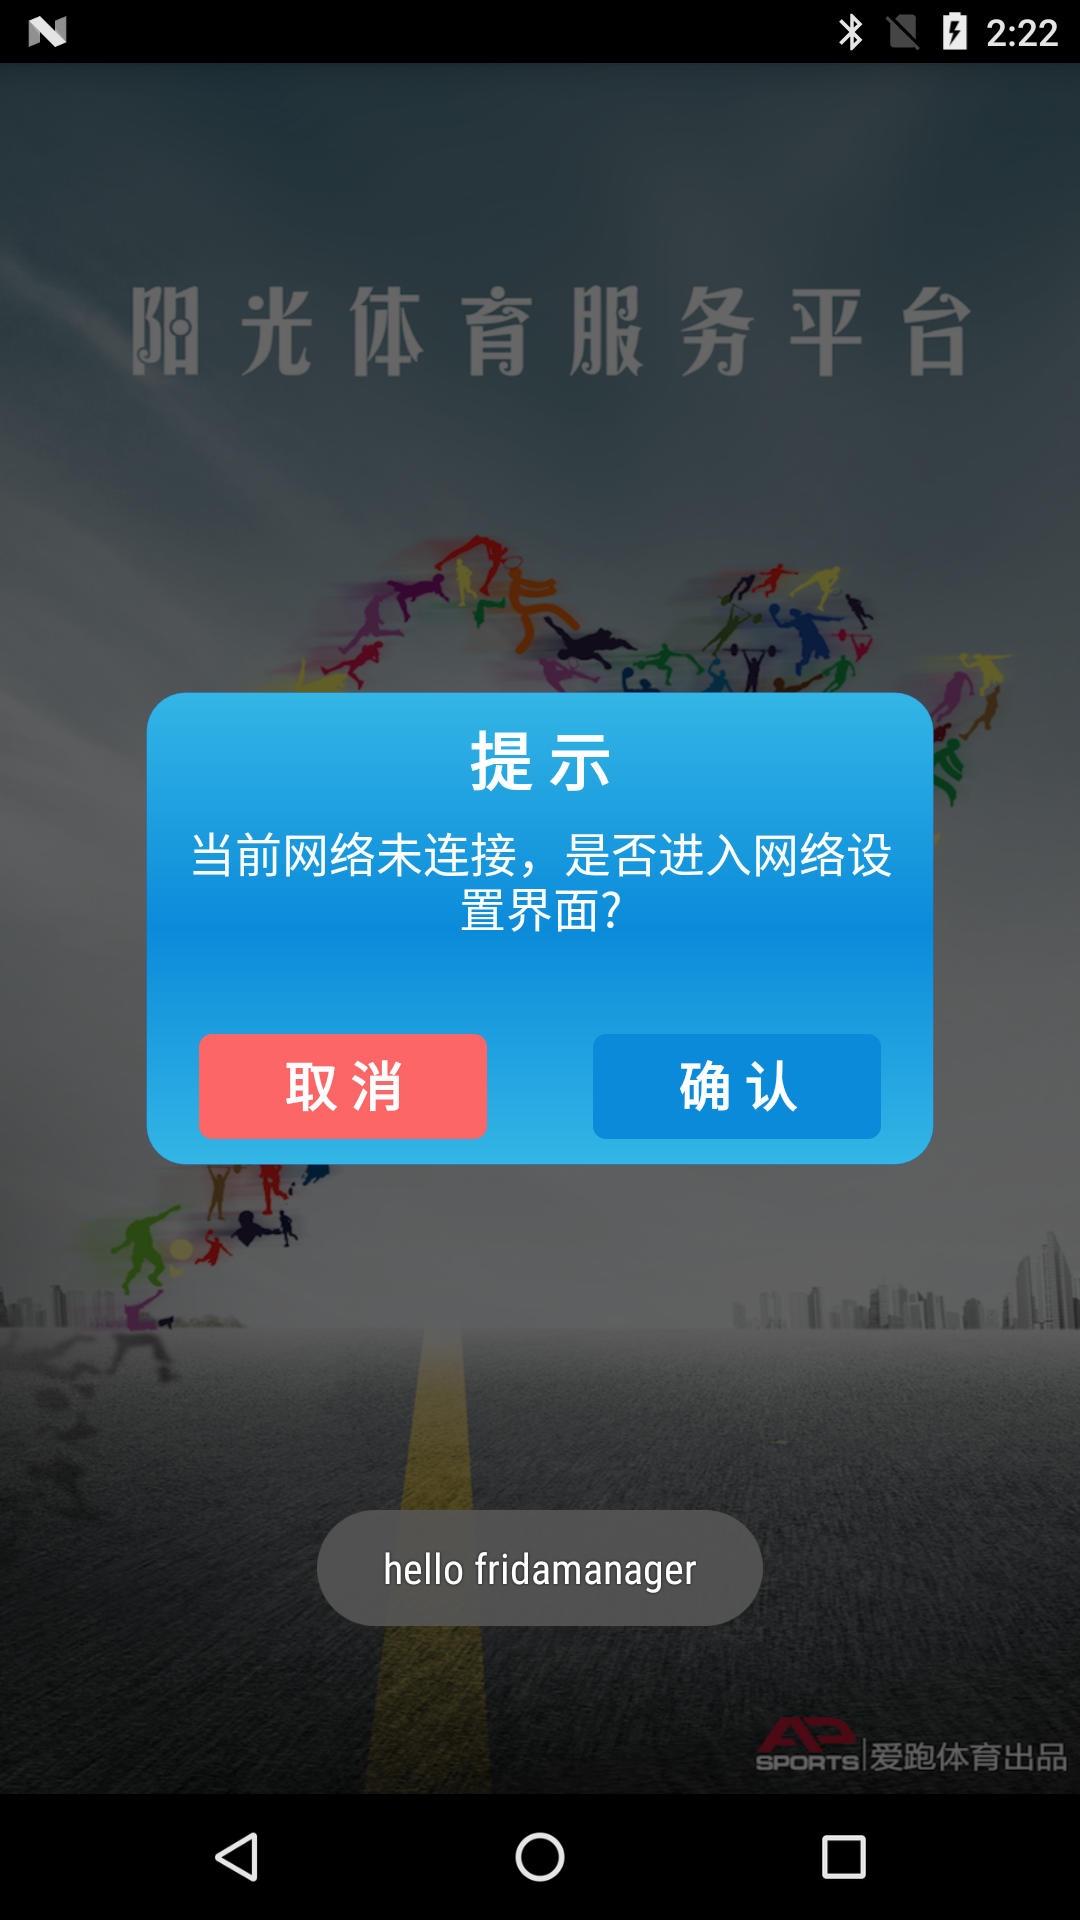 2:22
阳光体育服务平台
提 示
当前网络未连接，是否进入网络设
置界面?
取 消
确 认
hello fridamanager
AP
SPORTS|爱跑体育出品